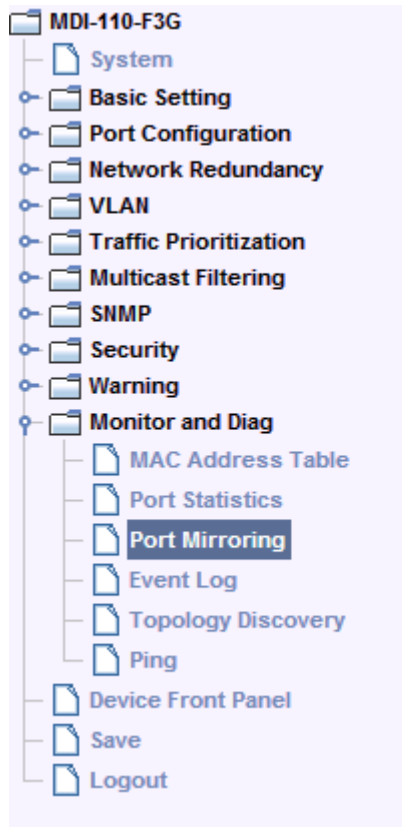 MDI-110-F3G
System
Basic Setting
Port Configuration
Network Redundancy
VLAN
Traffic Prioritization
Multicast Filtering
SNMP
Security
Warning
Monitor and Diag
MAC Address Table
Port Statistics
Port Mirroring
Event Log
Topology Discovery
Ping
Device Front Panel
Save
Logout